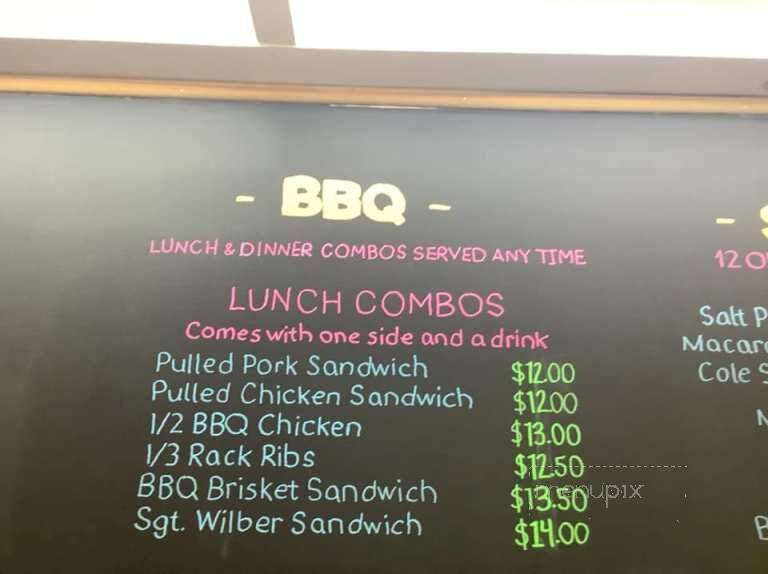 - BBQ -
LUNCH & DINNER COMBOS SERVED ANY TIME
LUNCH COMBOS
Comes with one side and a drink
Pulled Pork Sandwich $12.00
Pulled Chicken Sandwich $12.00
1/2 BBQ Chicken $13.00
1/3 Rack Ribs $12.50
BBQ Brisket Sandwich $13.50
Sgt. Wilber Sandwich $14.00
-
12
Salt
Cole
menupix